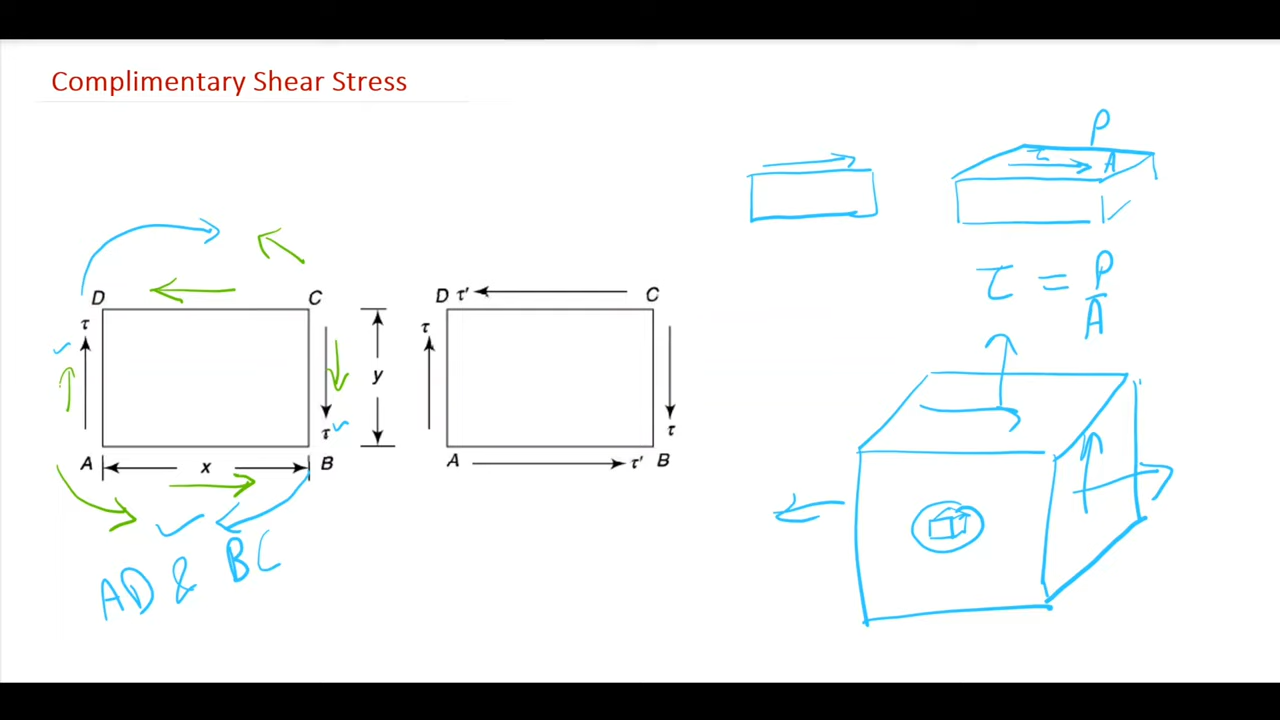 Complimentary Shear Stress
P
τ A
τ = P
A
D C
τ
y
τ
A x B
AD & BC
D τ' C
τ
τ
A τ' B